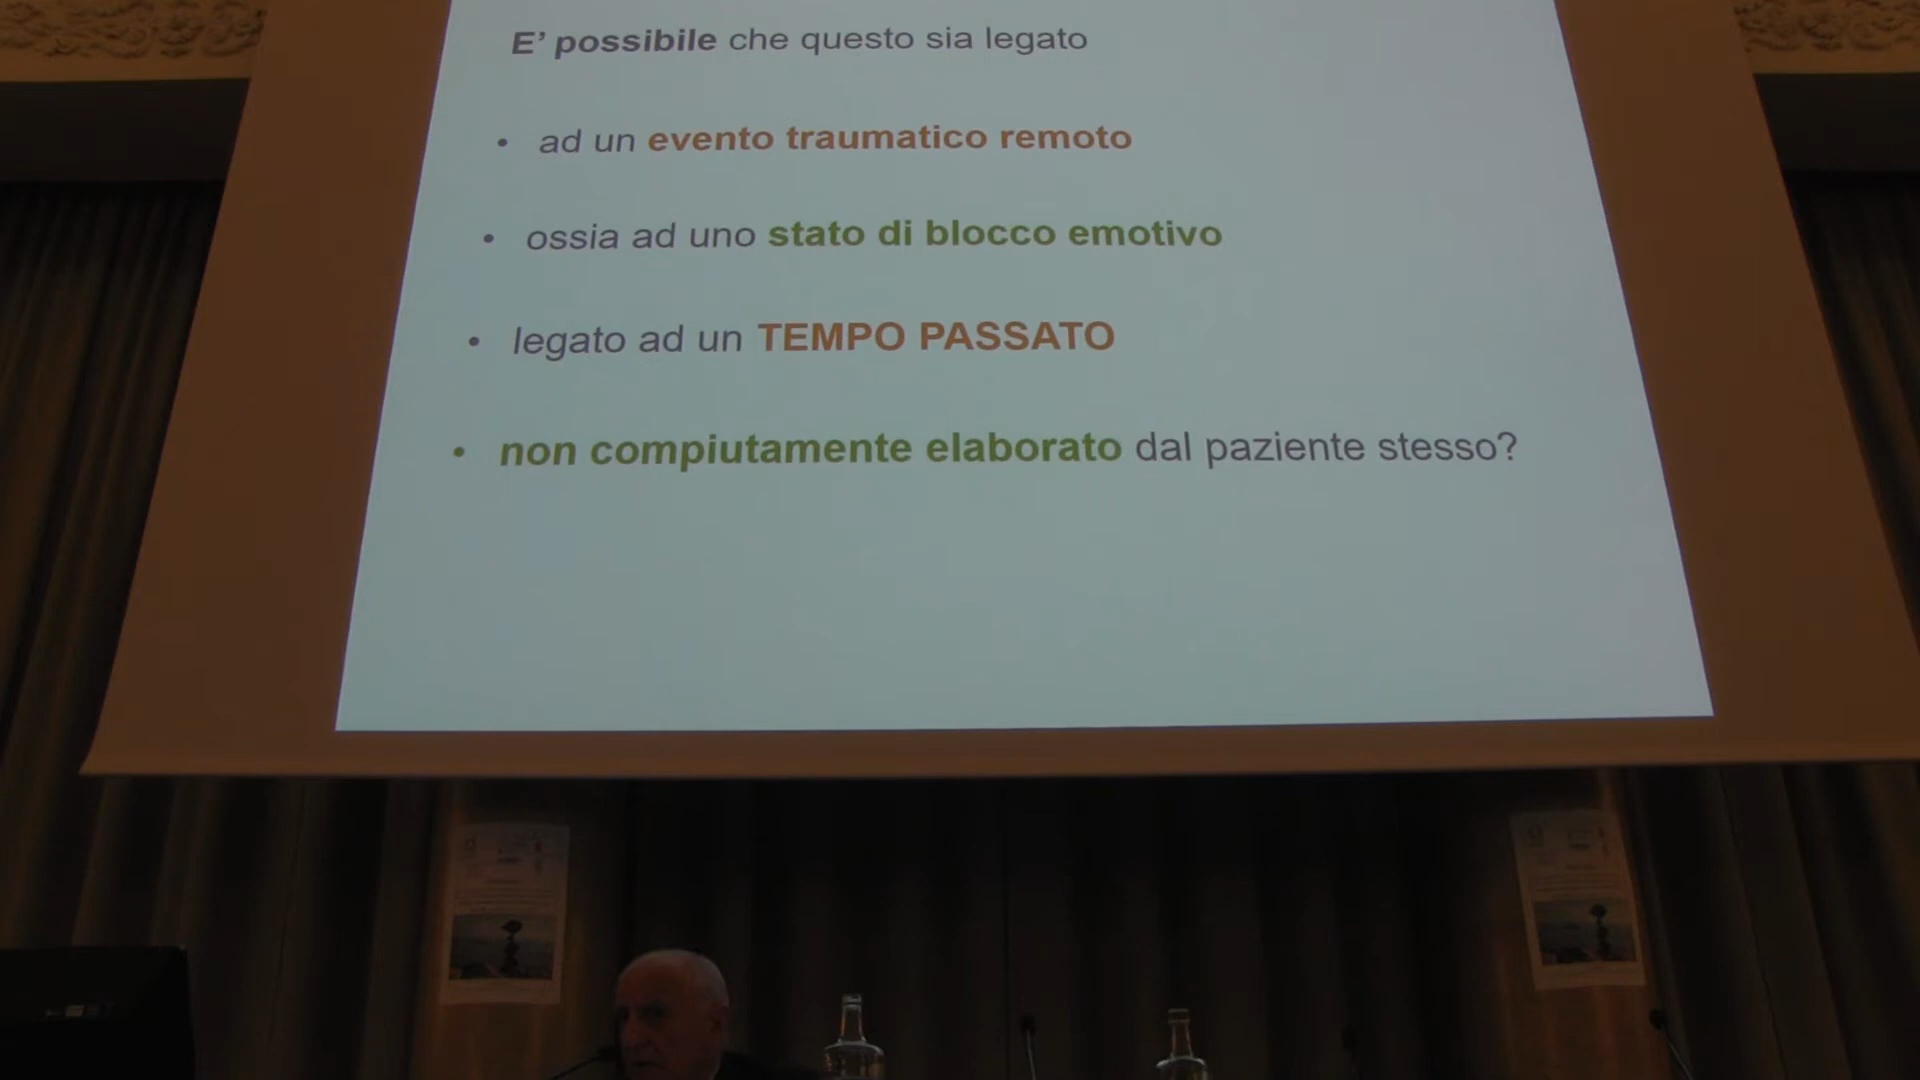 E’ possibile che questo sia legato
• ad un evento traumatico remoto
• ossia ad uno stato di blocco emotivo
• legato ad un TEMPO PASSATO
• non compiutamente elaborato dal paziente stesso?